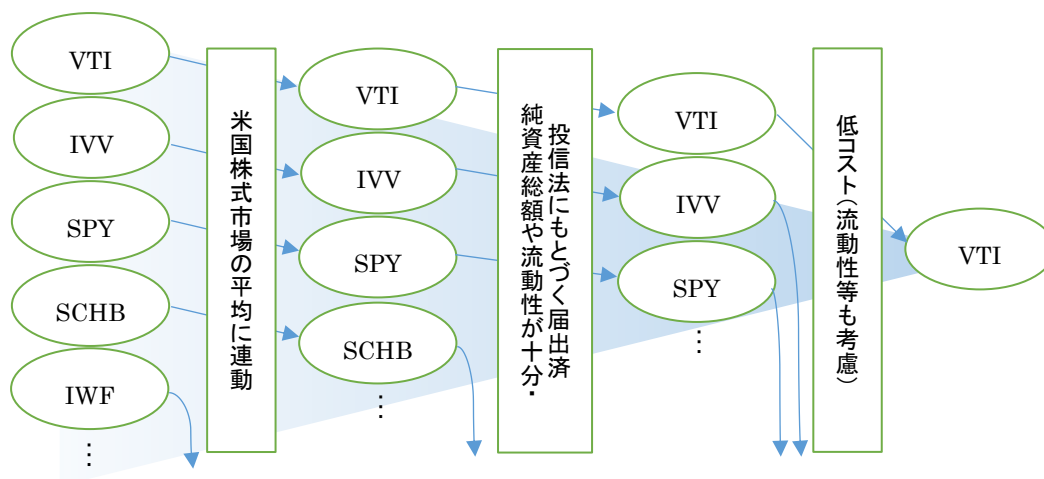 VTI
IVV
SPY
SCHB
IWF
…
米国株式市場の平均に連動
VTI
IVV
SPY
SCHB
…
純資産総額や流動性が十分・
投信法にもとづく届出済
VTI
IVV
SPY
…
低コスト(流動性等も考慮)
VTI